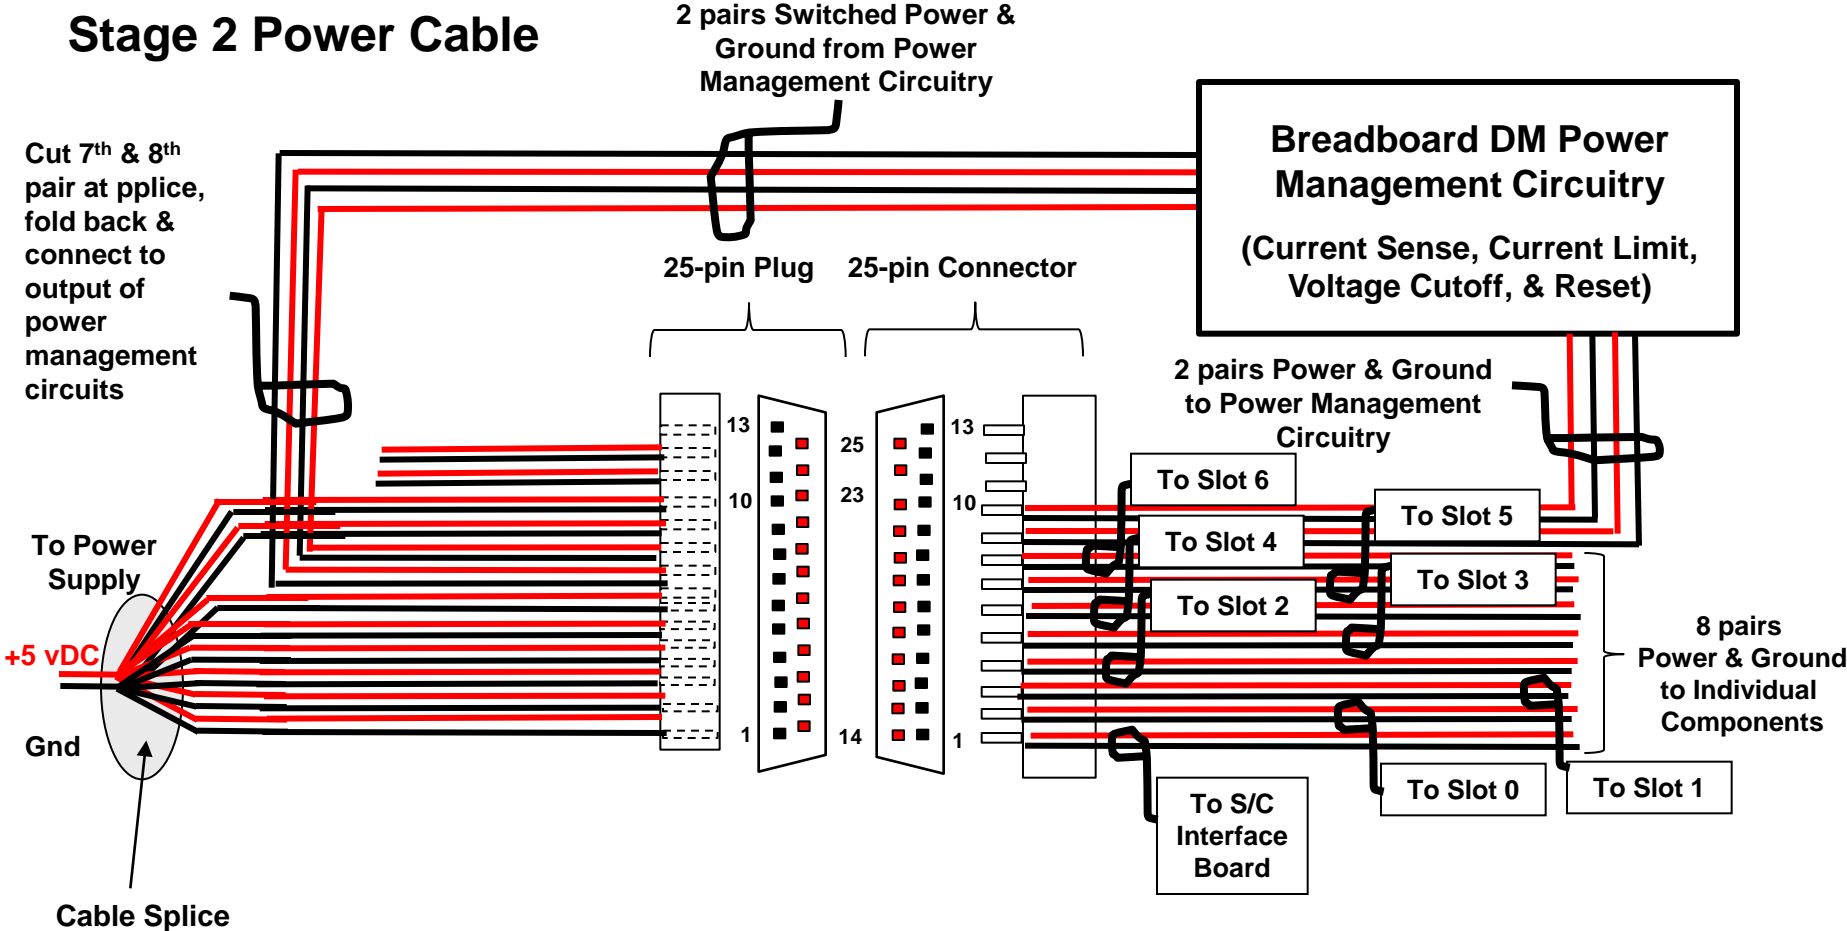 Stage 2 Power Cable
2 pairs Switched Power &
Ground from Power
Management Circuitry
Cut 7th & 8th
pair at pplice,
fold back &
connect to
output of
power
management
circuits
Breadboard DM Power
Management Circuitry
(Current Sense, Current Limit,
Voltage Cutoff, & Reset)
25-pin Plug
25-pin Connector
2 pairs Power & Ground
to Power Management
Circuitry
13
25
23
10
1
14
13
10
1
To Slot 6
To Slot 5
To Slot 4
To Slot 3
To Slot 2
To Power
Supply
+5 vDC
Gnd
8 pairs
Power & Ground
to Individual
Components
To S/C
Interface
Board
To Slot 0
To Slot 1
Cable Splice